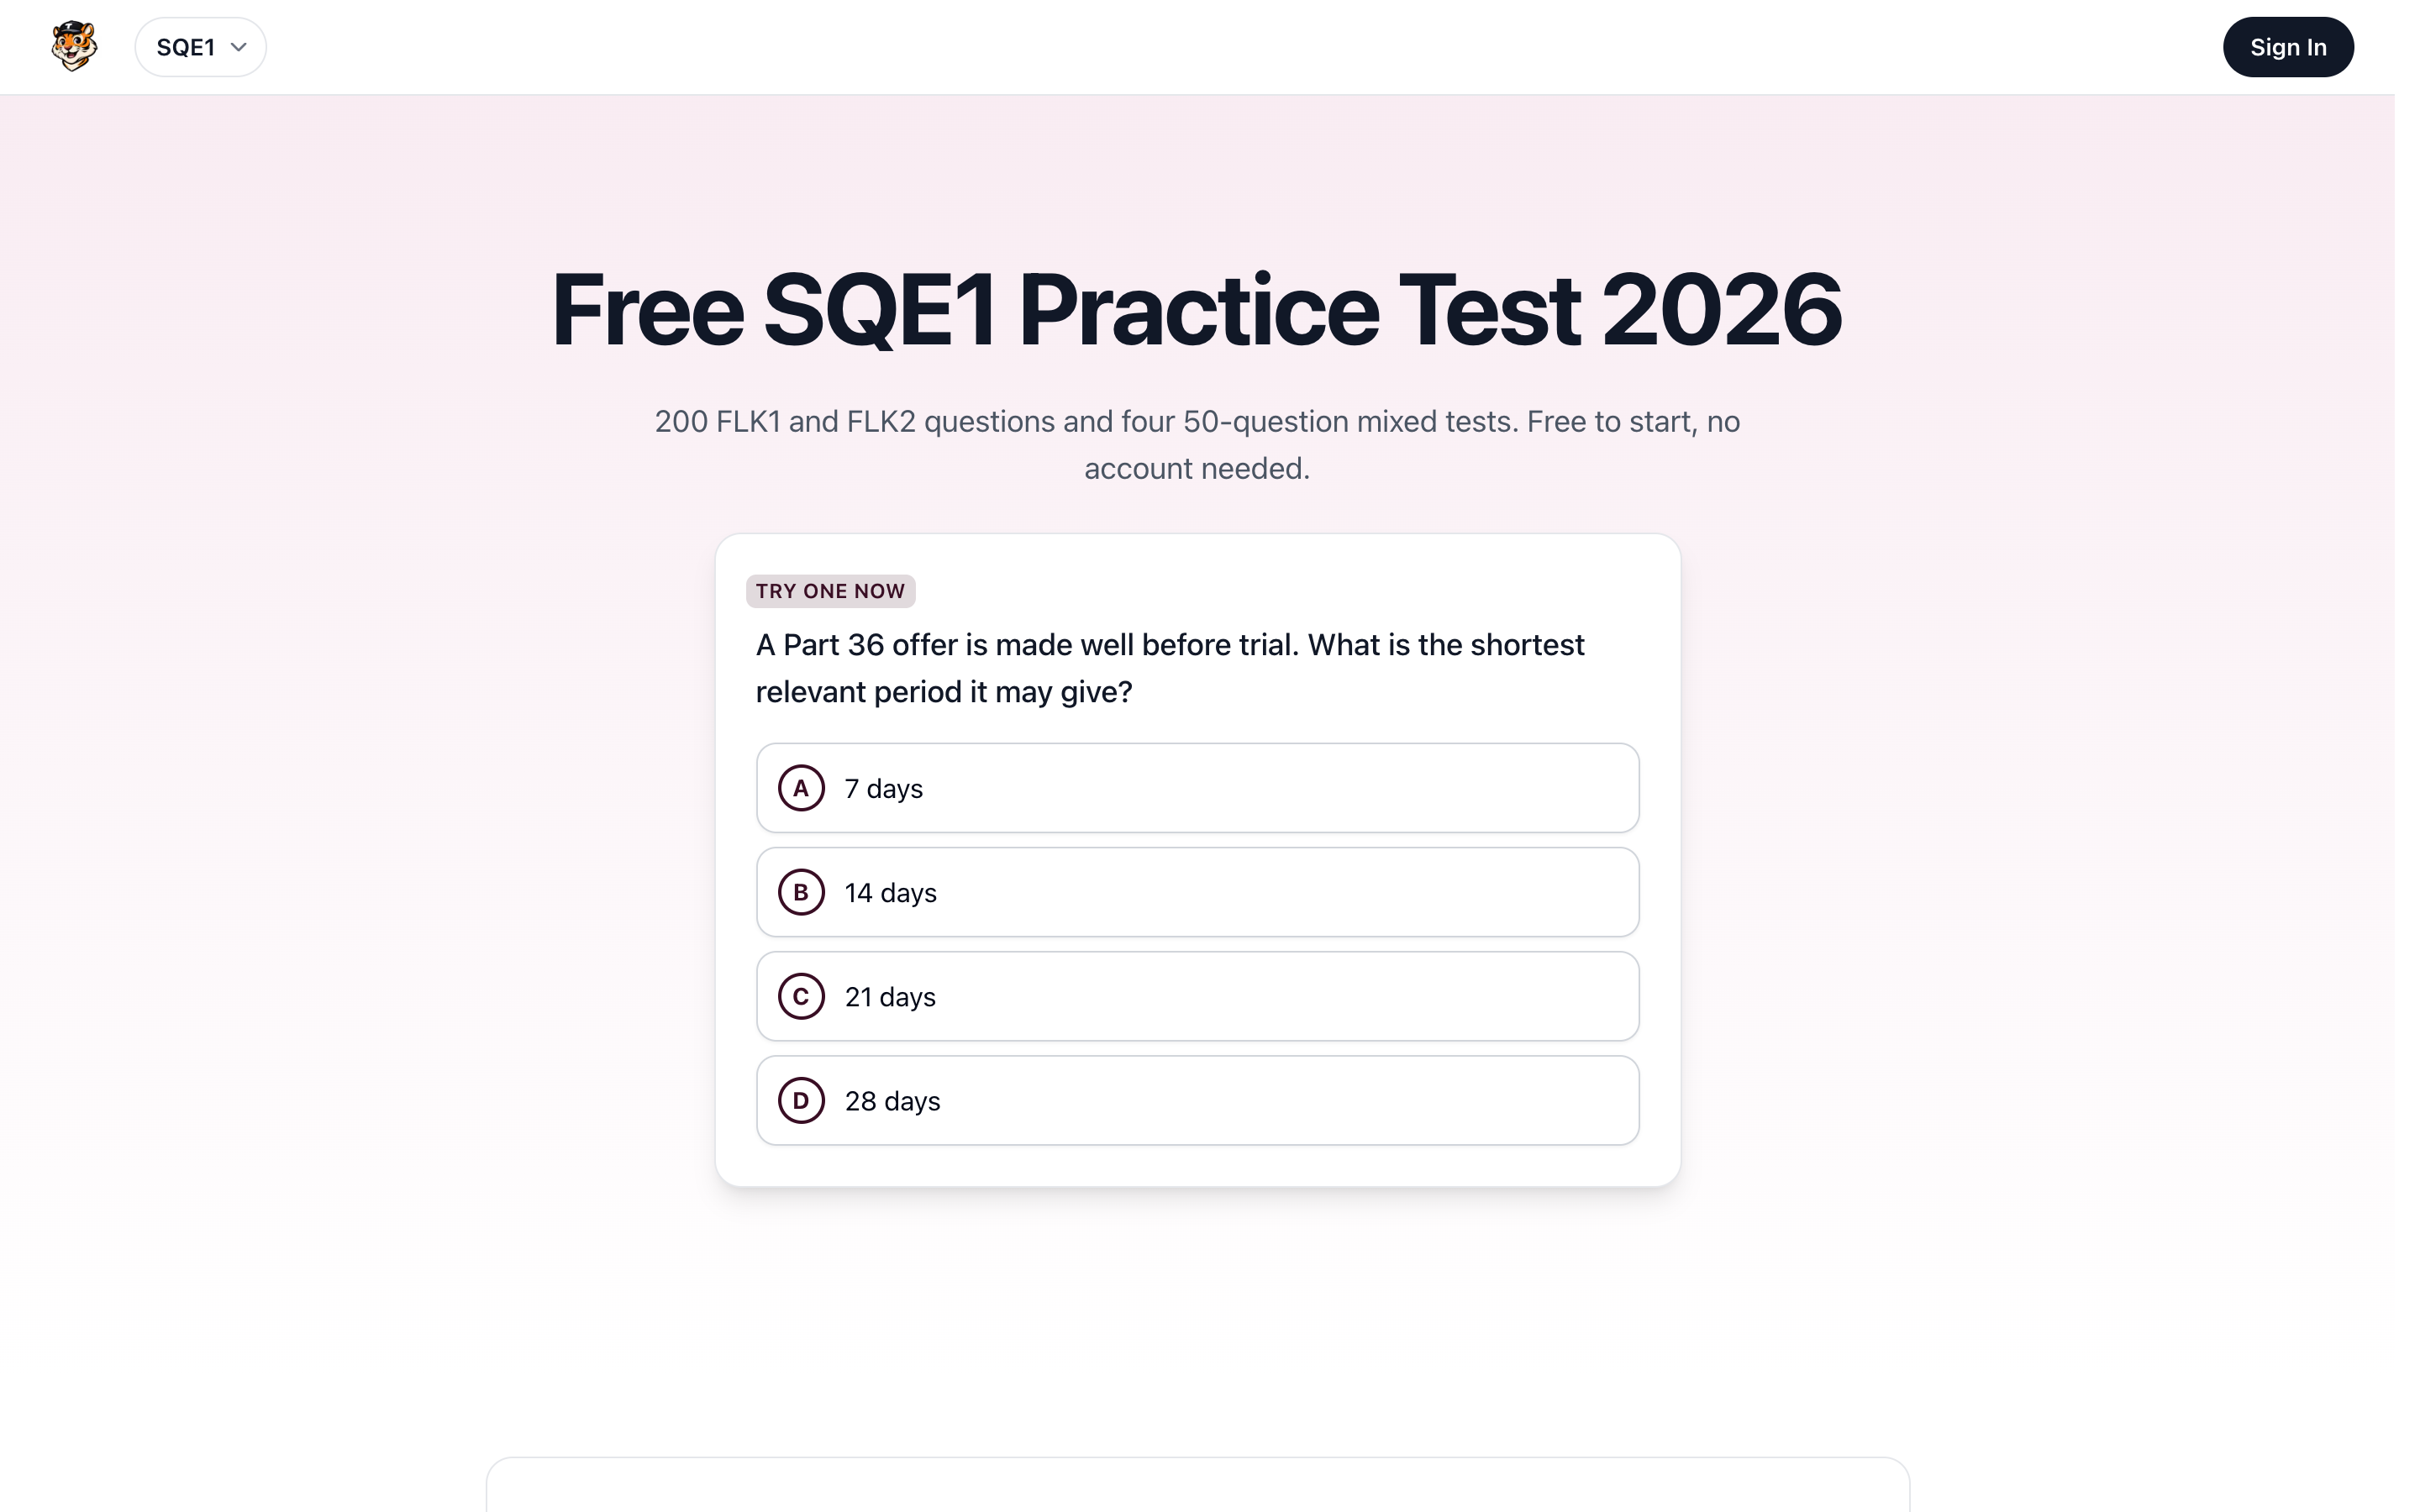 SQE1
Sign In
Free SQE1 Practice Test 2026
200 FLK1 and FLK2 questions and four 50-question mixed tests. Free to start, no
account needed.
TRY ONE NOW
A Part 36 offer is made well before trial. What is the shortest
relevant period it may give?
A 7 days
B 14 days
C 21 days
D 28 days